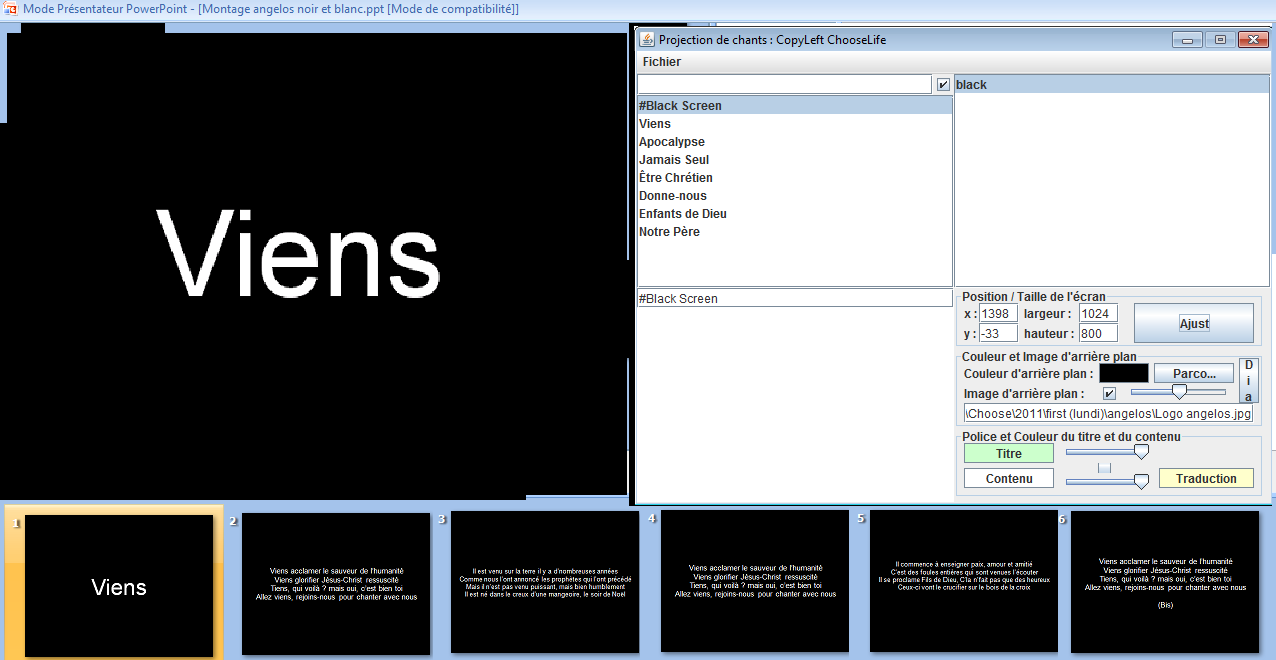 Mode Présentateur PowerPoint - [Montage angelos noir et blanc.ppt [Mode de compatibilité]]
Viens
Projection de chants : CopyLeft ChooseLife
Fichier
#Black Screen
Viens
Apocalypse
Jamais Seul
Être Chrétien
Donne-nous
Enfants de Dieu
Notre Père
black
#Black Screen
Position / Taille de l'écran
x : 1398 largeur : 1024
y : -33 hauteur : 800
Ajust
Couleur et Image d'arrière plan
Couleur d'arrière plan : Parco...
Image d'arrière plan :
D
i
a
\Choose\2011\first (lundi)\angelos\Logo angelos.jpg
Police et Couleur du titre et du contenu
Titre
Contenu Traduction
1
Viens
2
Viens acclamer le sauveur de l'humanité
Viens glorifier Jésus-Christ ressuscité
Tiens, qui voilà ? mais oui, c'est bien toi
Allez viens, rejoins-nous pour chanter avec nous
3
Il est venu sur la terre il y a d'nombreuses années
Comme nous l'ont annoncé les prophètes qui l'ont précédé
Mais il n'est pas venu puissant, mais bien humblement
Il est né dans le creux d'une mangeoire, le soir de Noël
4
Viens acclamer le sauveur de l'humanité
Viens glorifier Jésus-Christ ressuscité
Tiens, qui voilà ? mais oui, c'est bien toi
Allez viens, rejoins-nous pour chanter avec nous
5
Il commence à enseigner paix, amour et amitié
C'est des foules entières qui sont venues l'écouter
Il se proclame Fils de Dieu, C'la n'fait pas que des heureux
Ceux-ci vont le crucifier sur le bois de la croix
6
Viens acclamer le sauveur de l'humanité
Viens glorifier Jésus-Christ ressuscité
Tiens, qui voilà ? mais oui, c'est bien toi
Allez viens, rejoins-nous pour chanter avec nous
(Bis)